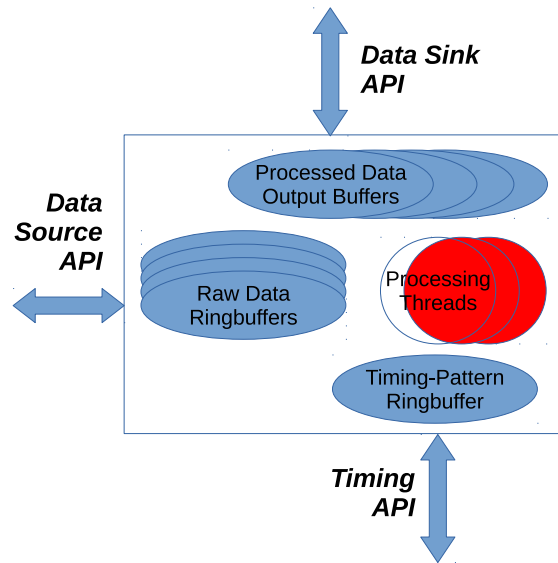 Data Sink
API
Processed Data
Output Buffers
Data
Source
API
Raw Data
Ringbuffers
Processing
Threads
Timing-Pattern
Ringbuffer
Timing
API